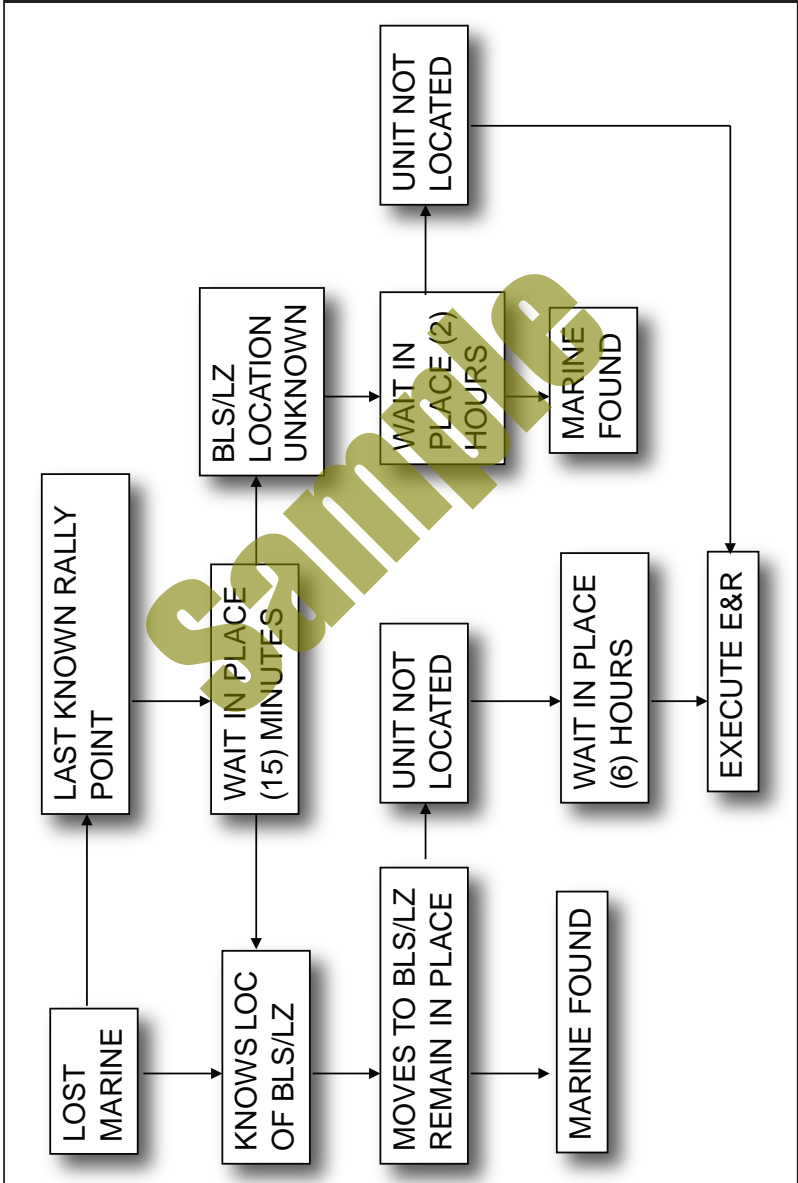 LOST
MARINE
LAST KNOWN RALLY
POINT
KNOWS LOC
OF BLS/LZ
WAIT IN PLACE
(15) MINUTES
BLS/LZ
LOCATION
UNKNOWN
MOVES TO BLS/LZ
REMAIN IN PLACE
UNIT NOT
LOCATED
WAIT IN
PLACE (2)
HOURS
UNIT NOT
LOCATED
MARINE FOUND
WAIT IN PLACE
(6) HOURS
MARINE
FOUND
EXECUTE E&R
Sample